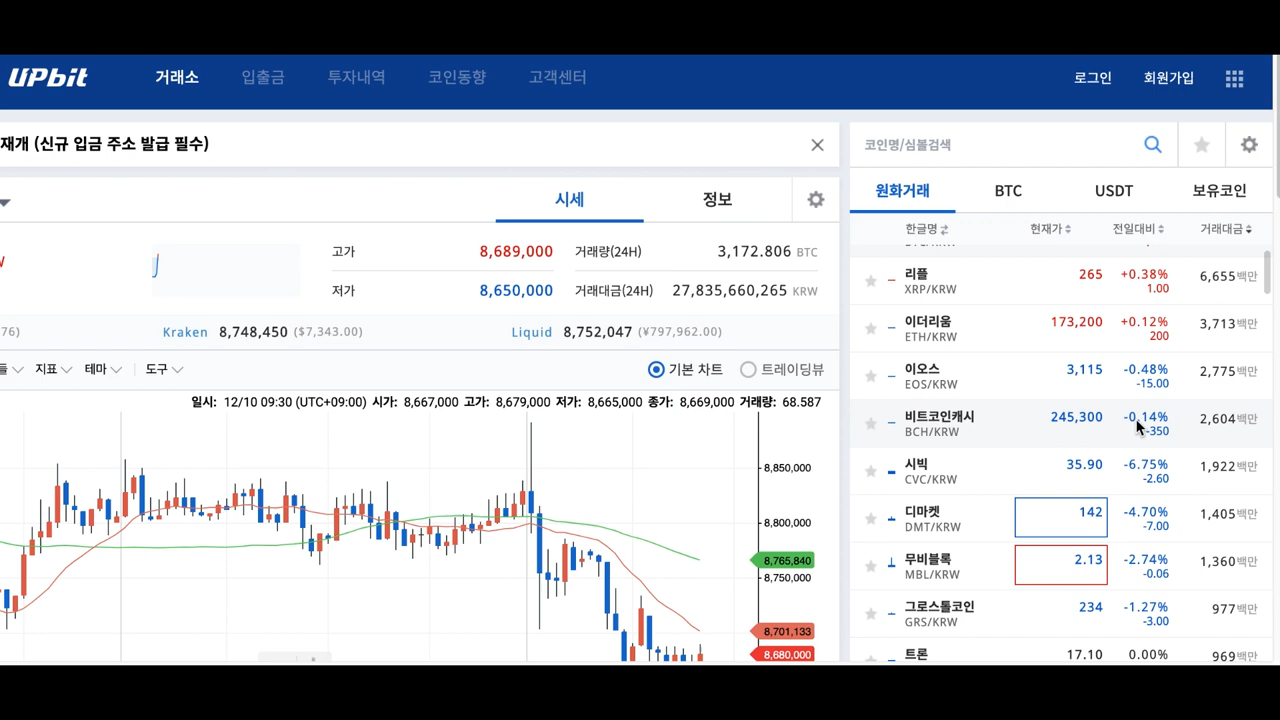 UPbit 거래소 입출금 투자내역 코인동향 고객센터 로그인 회원가입
재개 (신규 입금 주소 발급 필수)
시세 정보
고가 8,689,000 거래량(24H) 3,172.806 BTC
저가 8,650,000 거래대금(24H) 27,835,660,265 KRW
76) Kraken 8,748,450 ($7,343.00) Liquid 8,752,047 (¥797,962.00)
지표 테마 도구 기본 차트 트레이딩뷰
일시: 12/10 09:30 (UTC+09:00) 시가: 8,667,000 고가: 8,679,000 저가: 8,665,000 종가: 8,669,000 거래량: 68.587
8,850,000
8,800,000
8,765,840
8,750,000
8,701,133
8,680,000
코인명/심볼검색
원화거래 BTC USDT 보유코인
한글명 현재가 전일대비 거래대금
리플 265 +0.38% 6,655백만
XRP/KRW 1.00
이더리움 173,200 +0.12% 3,713백만
ETH/KRW 200
이오스 3,115 -0.48% 2,775백만
EOS/KRW -15.00
비트코인캐시 245,300 -0.14% 2,604백만
BCH/KRW -350
시빅 35.90 -6.75% 1,922백만
CVC/KRW -2.60
디마켓 142 -4.70% 1,405백만
DMT/KRW -7.00
무비블록 2.13 -2.74% 1,360백만
MBL/KRW -0.06
그로스톨코인 234 -1.27% 977백만
GRS/KRW -3.00
트론 17.10 0.00% 969백만